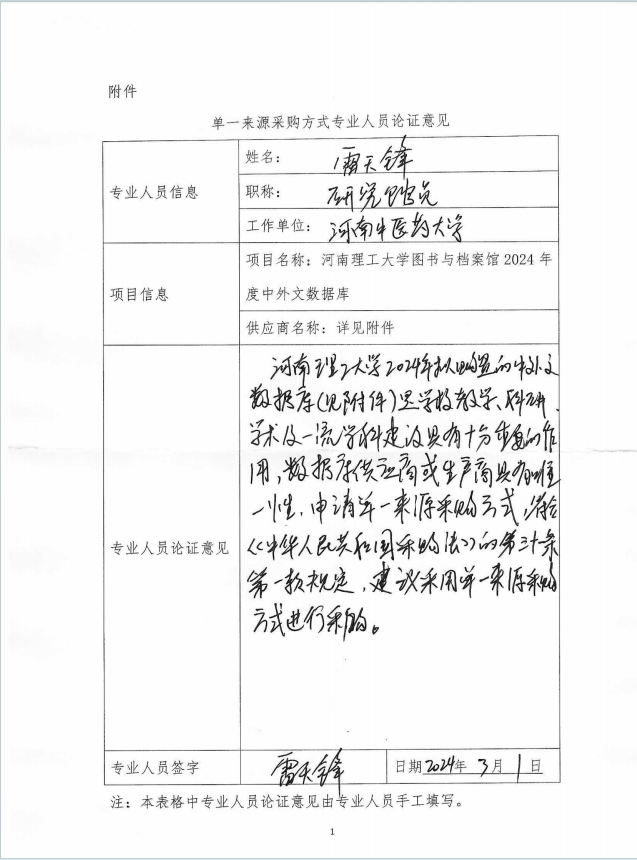 附件
单一来源采购方式专业人员论证意见
专业人员信息
姓名：雷天锋
职称：研究馆员
工作单位：河南中医药大学
项目信息
项目名称：河南理工大学图书与档案馆 2024 年
度中外文数据库
供应商名称：详见附件
专业人员论证意见
河南理工大学2024年拟购置的中外文
数据库(见附件)是学校教学、科研、
学术及一流学科建设具有十分重要的作
用，数据库供应商或生产商具有唯
一性，申请单一来源采购方式，符合
《中华人民共和国采购法》的第三十条
第一款规定，建议采用单一来源采购
方式进行采购。
专业人员签字
雷天锋
日期 2024年 3月 1日
注：本表格中专业人员论证意见由专业人员手工填写。
1